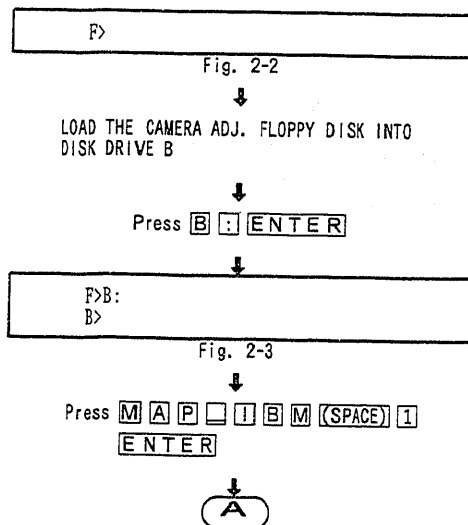 F>
Fig. 2-2
LOAD THE CAMERA ADJ. FLOPPY DISK INTO
DISK DRIVE B
Press B : ENTER
F>B:
B>
Fig. 2-3
Press M A P _ I B M (SPACE) 1
ENTER
A